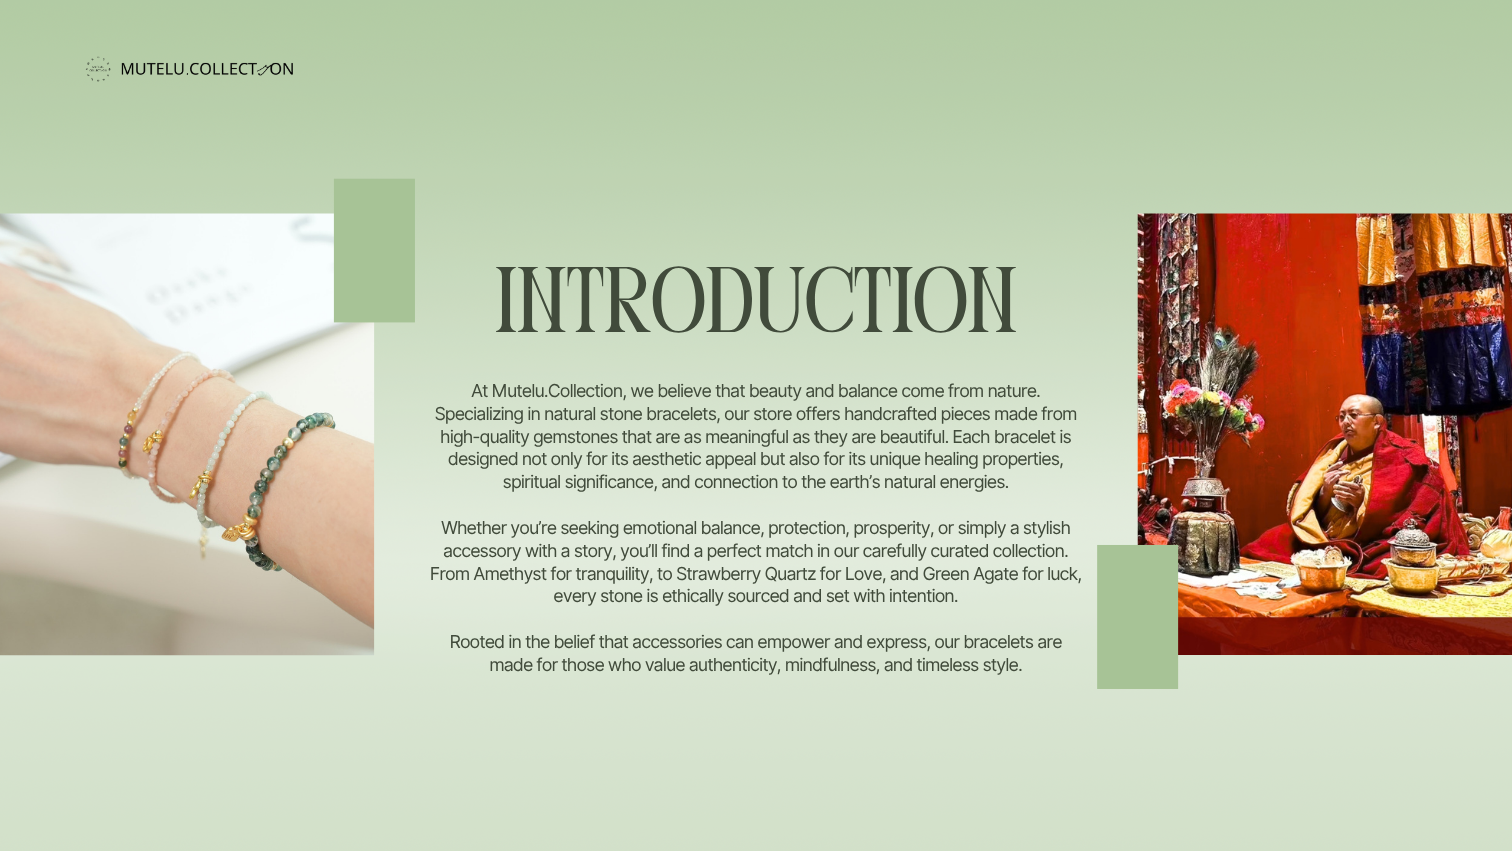 MUTELU.COLLECTION
INTRODUCTION
At Mutelu.Collection, we believe that beauty and balance come from nature.
Specializing in natural stone bracelets, our store offers handcrafted pieces made from
high-quality gemstones that are as meaningful as they are beautiful. Each bracelet is
designed not only for its aesthetic appeal but also for its unique healing properties,
spiritual significance, and connection to the earth’s natural energies.
Whether you’re seeking emotional balance, protection, prosperity, or simply a stylish
accessory with a story, you’ll find a perfect match in our carefully curated collection.
From Amethyst for tranquility, to Strawberry Quartz for Love, and Green Agate for luck,
every stone is ethically sourced and set with intention.
Rooted in the belief that accessories can empower and express, our bracelets are
made for those who value authenticity, mindfulness, and timeless style.